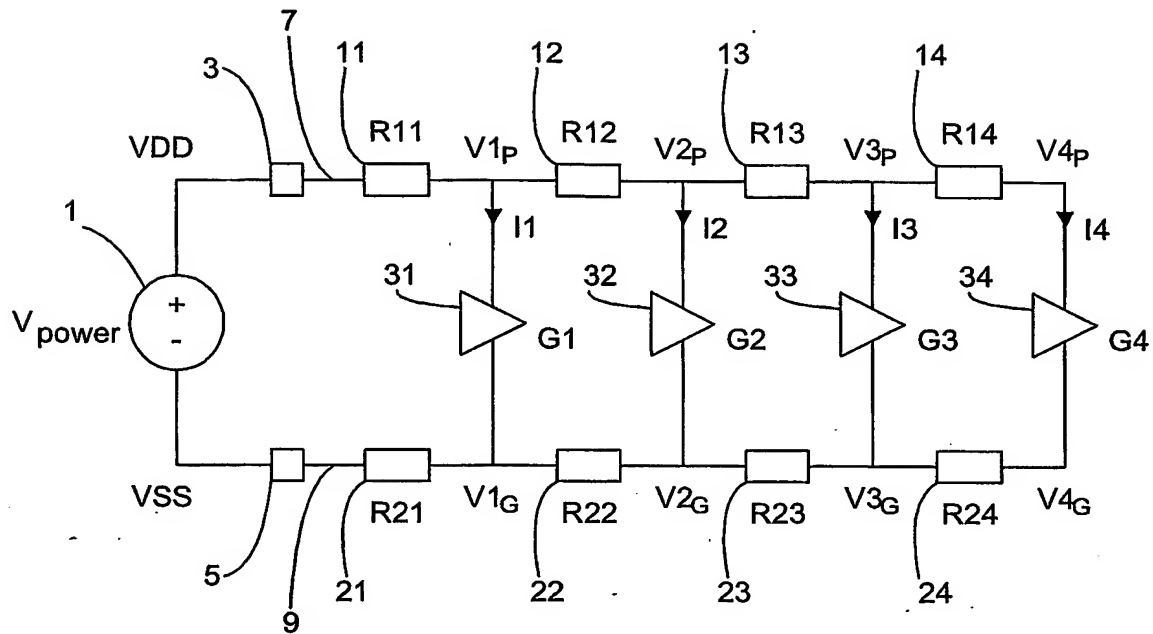 7 11 12 13 14
3
VDD R11 V1P R12 V2P R13 V3P R14 V4P
I1 I2 I3 I4
1
31 32 33 34
+
Vpower
-
G1 G2 G3 G4
VSS R21 V1G R22 V2G R23 V3G R24 V4G
5 21 22 23 24
9